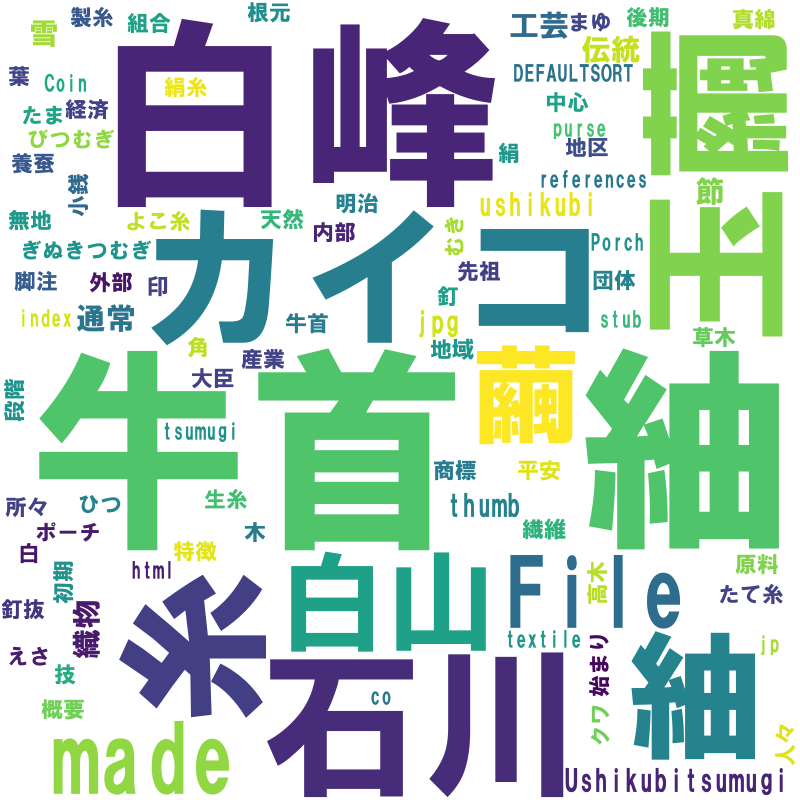 雪
製糸
組合
根元
工芸
まゆ
後期
真綿
伝統
葉
Coin
絹糸
白峰
DEFAULTSORT
たま
経済
中心
びつむぎ
purse
地区
養蚕
絹
小銭
references
節
玉繭
無地
よこ糸
天然
明治
ushikubi
ぎぬきつむぎ
内部
むき
Porch
カイコ
先祖
脚注
外部
印
団体
釘
index
通常
牛首
jpg
stub
角
地域
草木
産業
大臣
繭
段階
牛首紬
tsumugi
商標
平安
所々
ひつ
生糸
thumb
ポーチ
木
繊維
白
特徴
html
初期
白山
File
高木
原料
たて糸
釘抜
織物
糸
textile
jp
えさ
技
始まり
紬
石川
co
概要
クワ
made
人々
Ushikubitsumugi